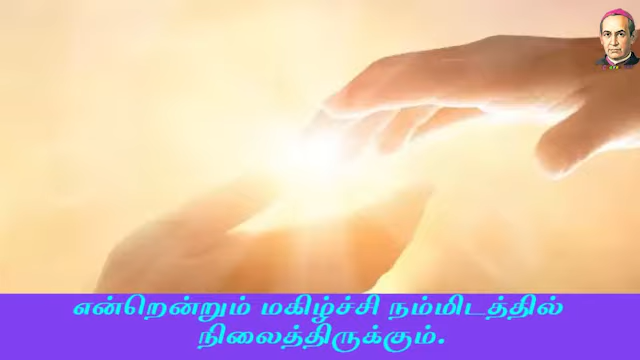 என்றென்றும் மகிழ்ச்சி நம்மிடத்தில்
நிலைத்திருக்கும்.